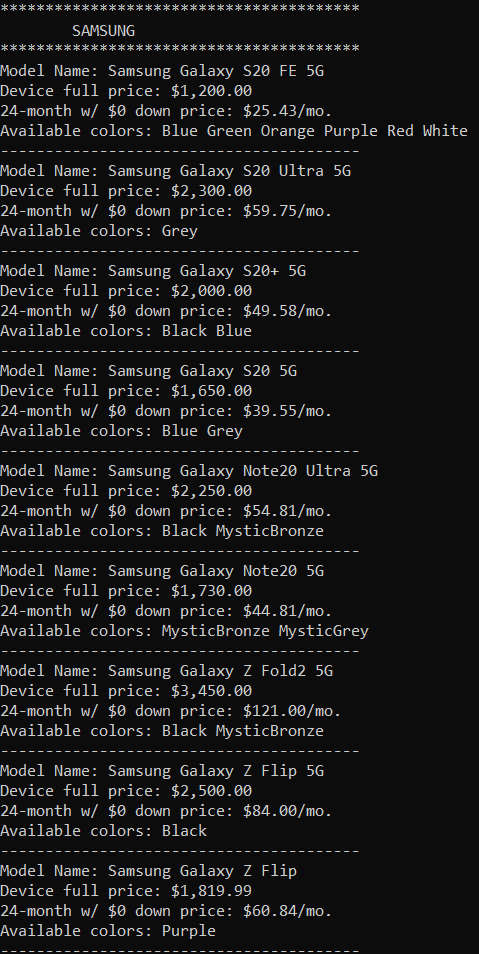 ****************************************
SAMSUNG
****************************************
Model Name: Samsung Galaxy S20 FE 5G
Device full price: $1,200.00
24-month w/ $0 down price: $25.43/mo.
Available colors: Blue Green Orange Purple Red White
----------------------------------------
Model Name: Samsung Galaxy S20 Ultra 5G
Device full price: $2,300.00
24-month w/ $0 down price: $59.75/mo.
Available colors: Grey
----------------------------------------
Model Name: Samsung Galaxy S20+ 5G
Device full price: $2,000.00
24-month w/ $0 down price: $49.58/mo.
Available colors: Black Blue
----------------------------------------
Model Name: Samsung Galaxy S20 5G
Device full price: $1,650.00
24-month w/ $0 down price: $39.55/mo.
Available colors: Blue Grey
----------------------------------------
Model Name: Samsung Galaxy Note20 Ultra 5G
Device full price: $2,250.00
24-month w/ $0 down price: $54.81/mo.
Available colors: Black MysticBronze
----------------------------------------
Model Name: Samsung Galaxy Note20 5G
Device full price: $1,730.00
24-month w/ $0 down price: $44.81/mo.
Available colors: MysticBronze MysticGrey
----------------------------------------
Model Name: Samsung Galaxy Z Fold2 5G
Device full price: $3,450.00
24-month w/ $0 down price: $121.00/mo.
Available colors: Black MysticBronze
----------------------------------------
Model Name: Samsung Galaxy Z Flip 5G
Device full price: $2,500.00
24-month w/ $0 down price: $84.00/mo.
Available colors: Black
----------------------------------------
Model Name: Samsung Galaxy Z Flip
Device full price: $1,819.99
24-month w/ $0 down price: $60.84/mo.
Available colors: Purple
----------------------------------------